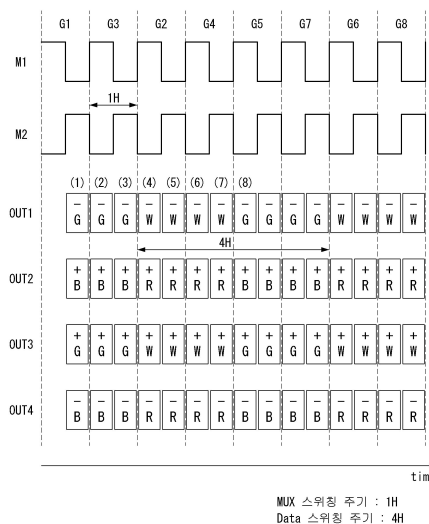 G1 G3 G2 G4 G5 G7 G6 G8
M1
1H
M2
(1) (2) (3) (4) (5) (6) (7) (8)
OUT1
− − − − − − − − − − − − − − −
G G G W W W W G G G G W W W W
4H
OUT2
+ + + + + + + + + + + + + + +
B B B R R R R B B B B R R R R
OUT3
+ + + + + + + + + + + + + + +
G G G W W W W G G G G W W W W
OUT4
− − − − − − − − − − − − − − −
B B B R R R R B B B B R R R R
tim
MUX 스위칭 주기 : 1H
Data 스위칭 주기 : 4H